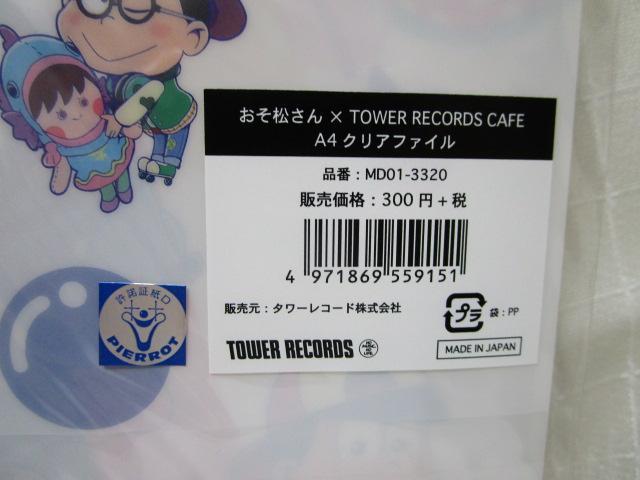 おそ松さん × TOWER RECORDS CAFE
A4 クリアファイル
品番：MD01-3320
販売価格：300 円 + 税
4 971869 559151
販売元：タワーレコード株式会社
プラ 袋：PP
TOWER RECORDS
MADE IN JAPAN
許諾証紙
PIERROT